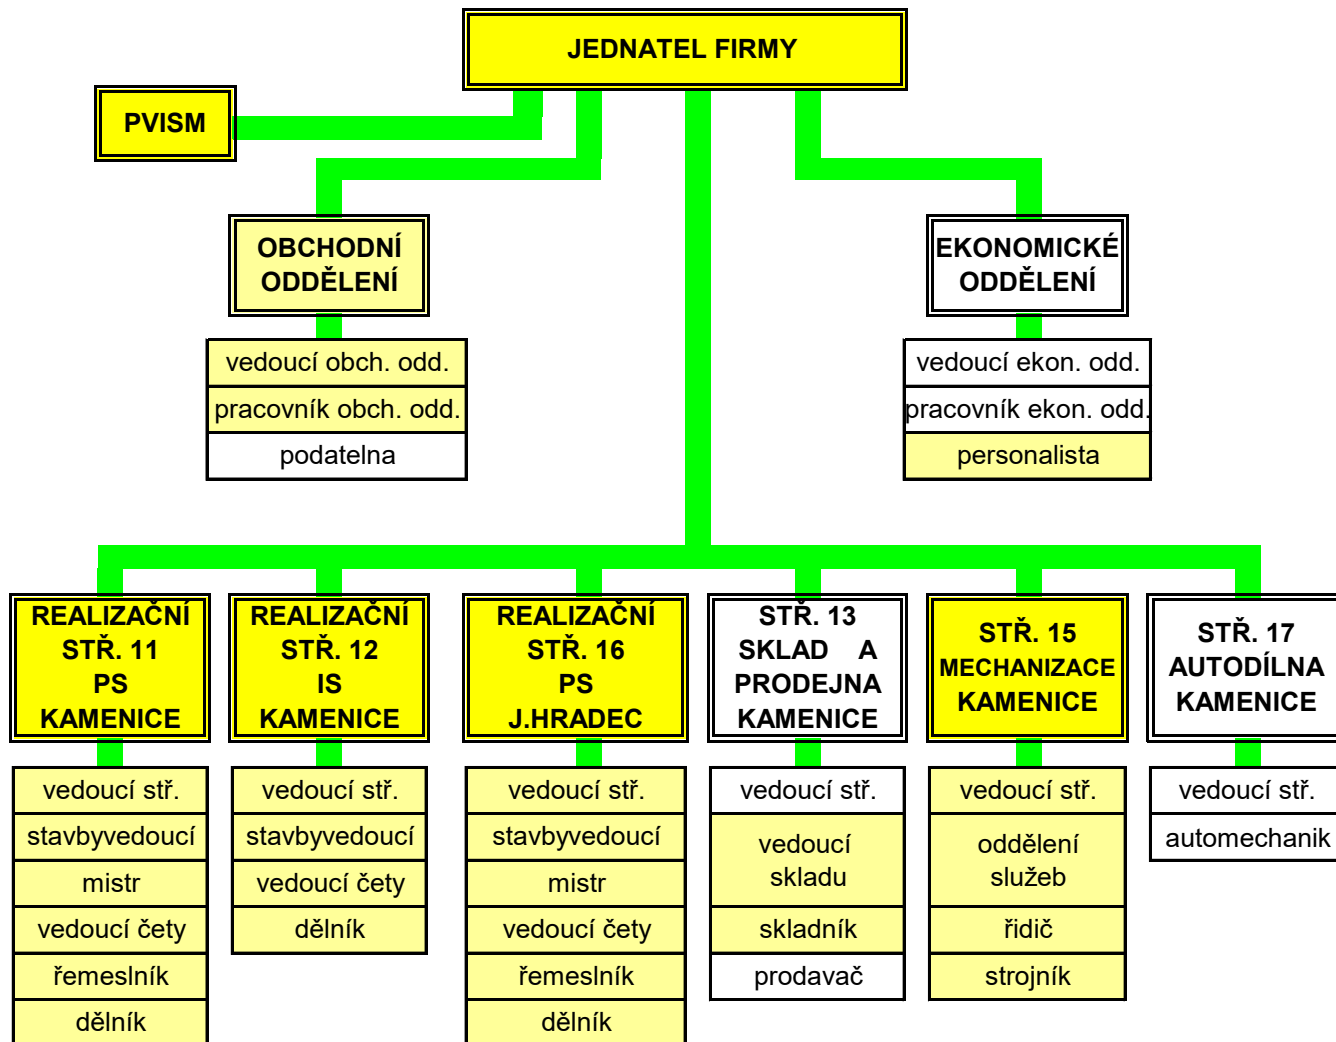 JEDNATEL FIRMY
PVISM
OBCHODNÍ
ODDĚLENÍ
vedoucí obch. odd.
pracovník obch. odd.
podatelna
EKONOMICKÉ
ODDĚLENÍ
vedoucí ekon. odd.
pracovník ekon. odd.
personalista
REALIZAČNÍ
STŘ. 11
PS
KAMENICE
vedoucí stř.
stavbyvedoucí
mistr
vedoucí čety
řemeslník
dělník
REALIZAČNÍ
STŘ. 12
IS
KAMENICE
vedoucí stř.
stavbyvedoucí
vedoucí čety
dělník
REALIZAČNÍ
STŘ. 16
PS
J.HRADEC
vedoucí stř.
stavbyvedoucí
mistr
vedoucí čety
řemeslník
dělník
STŘ. 13
SKLAD A
PRODEJNA
KAMENICE
vedoucí stř.
vedoucí
skladu
skladník
prodavač
STŘ. 15
MECHANIZACE
KAMENICE
vedoucí stř.
oddělení
služeb
řidič
strojník
STŘ. 17
AUTODÍLNA
KAMENICE
vedoucí stř.
automechanik